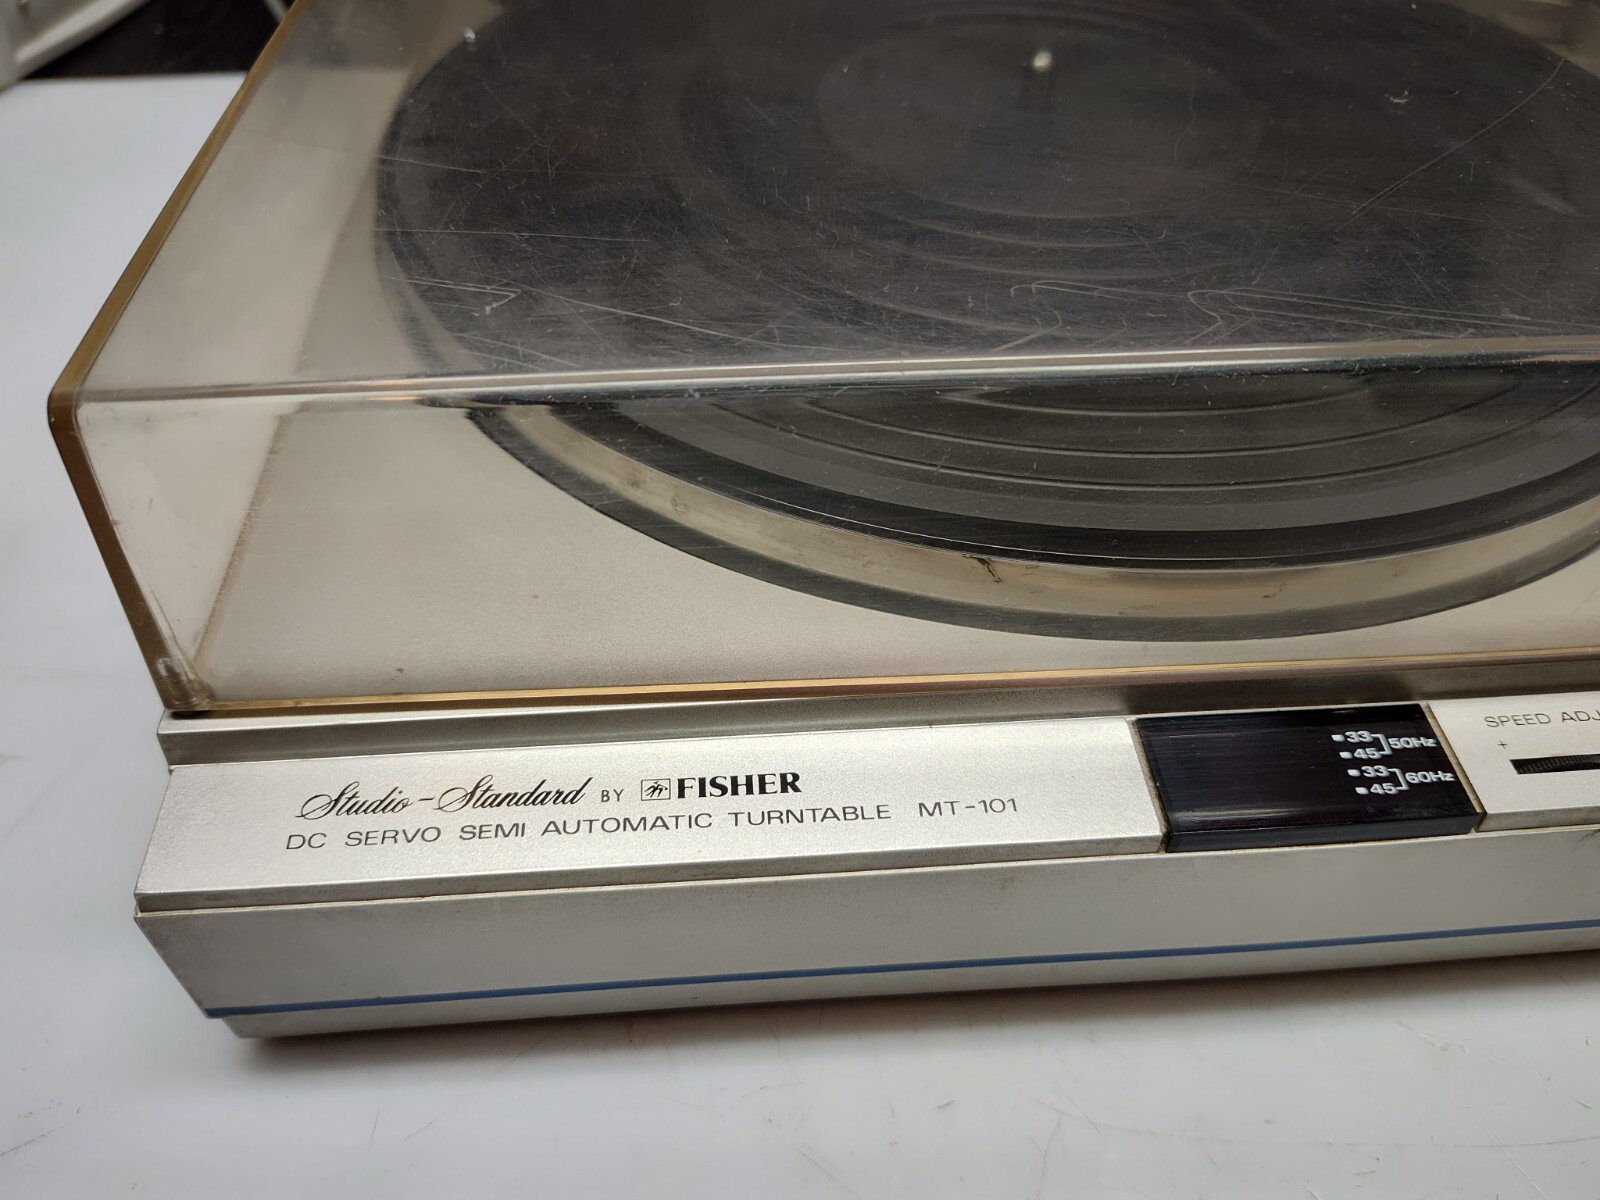 Studio-Standard BY FISHER
DC SERVO SEMI AUTOMATIC TURNTABLE MT-101
33
45
50Hz
33
45
60Hz
SPEED ADJ
+